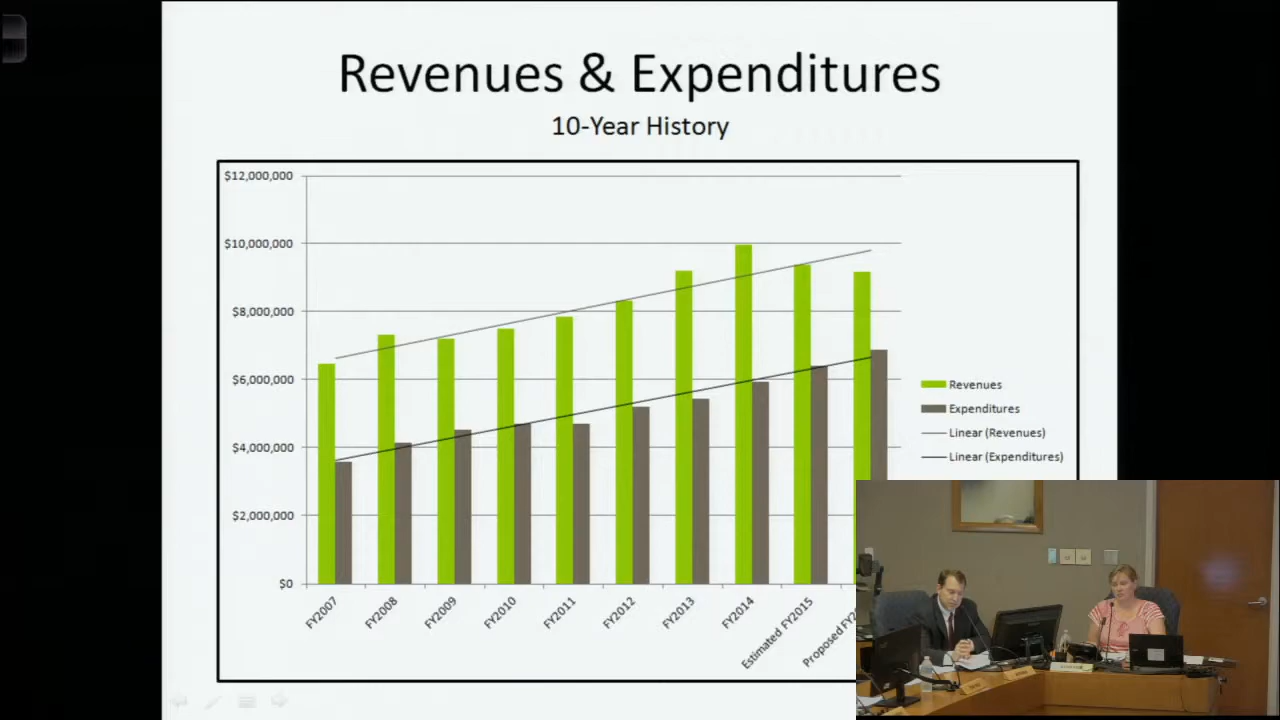 Revenues & Expenditures
10-Year History
$12,000,000
$10,000,000
$8,000,000
$6,000,000
$4,000,000
$2,000,000
$0
FY2007
FY2008
FY2009
FY2010
FY2011
FY2012
FY2013
FY2014
Estimated FY2015
Proposed
Revenues
Expenditures
Linear (Revenues)
Linear (Expenditures)